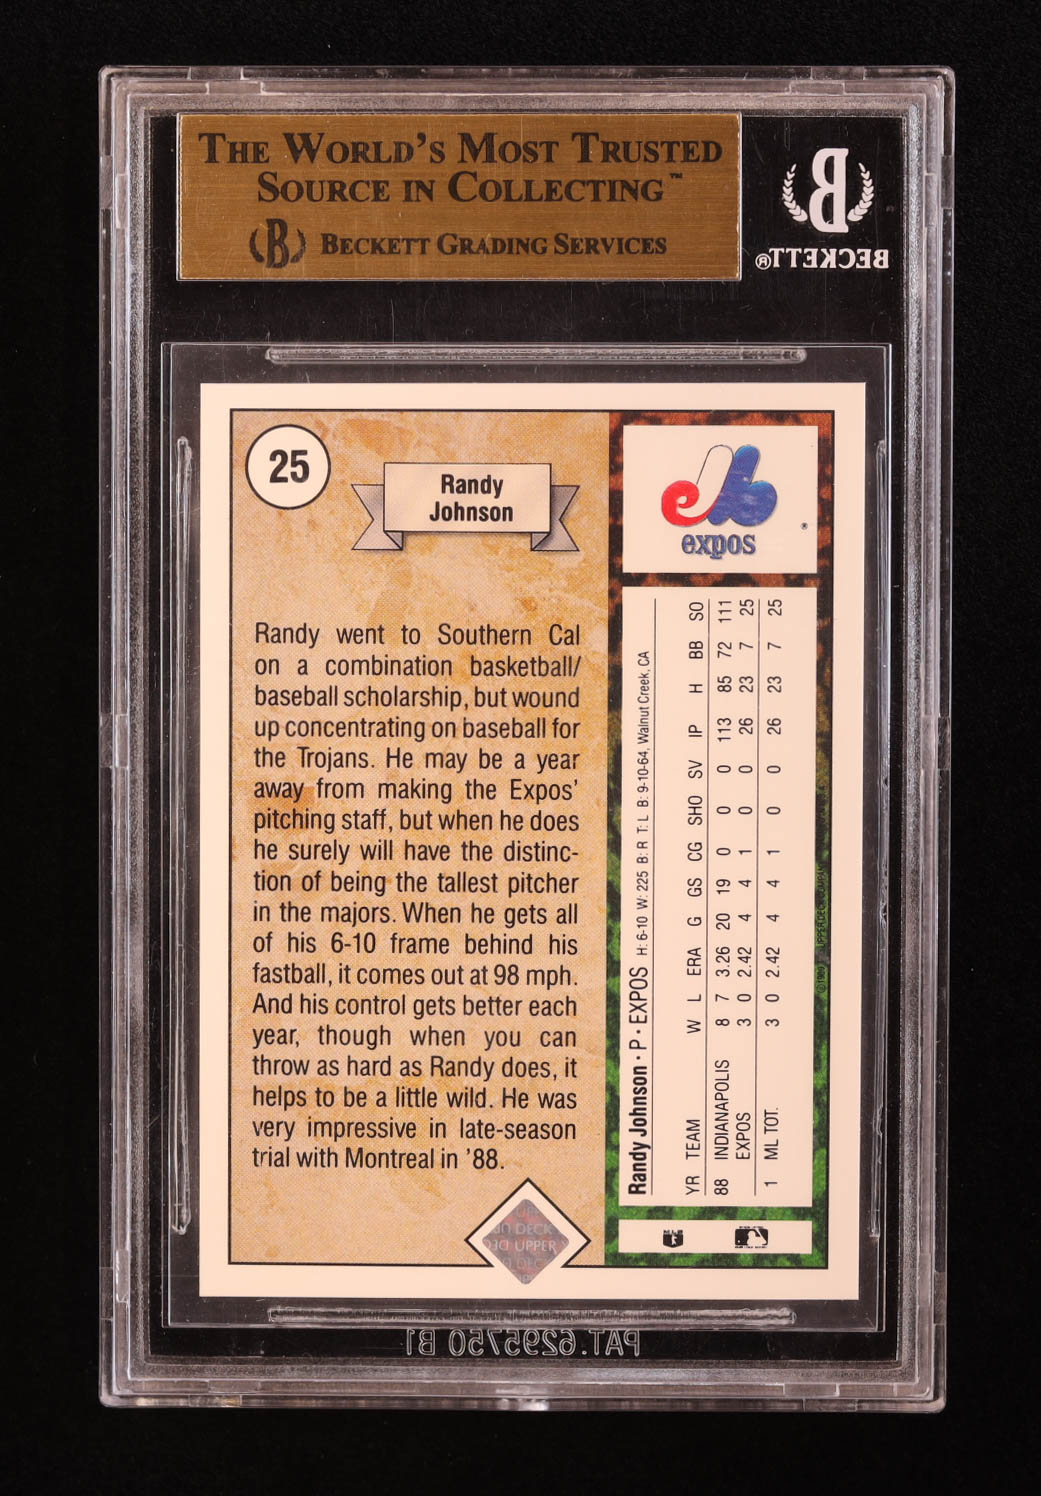 THE WORLD'S MOST TRUSTED
SOURCE IN COLLECTING™
B BECKETT GRADING SERVICES
B
BECKETT®
25
Randy
Johnson
expos
®
Randy went to Southern Cal
on a combination basketball/
baseball scholarship, but wound
up concentrating on baseball for
the Trojans. He may be a year
away from making the Expos'
pitching staff, but when he does
he surely will have the distinc-
tion of being the tallest pitcher
in the majors. When he gets all
of his 6-10 frame behind his
fastball, it comes out at 98 mph.
And his control gets better each
year, though when you can
throw as hard as Randy does, it
helps to be a little wild. He was
very impressive in late-season
trial with Montreal in '88.
Randy Johnson • P • EXPOS H: 6-10 W: 225 B: R T: L B: 9-10-64, Walnut Creek, CA
YR TEAM W L ERA G GS CG SHO SV IP H BB SO
88 INDIANAPOLIS 8 7 3.26 20 19 0 0 0 113 85 72 111
EXPOS 3 0 2.42 4 4 1 0 0 26 23 7 25
1 ML TOT. 3 0 2.42 4 4 1 0 0 26 23 7 25
©1989 UPPER DECK COMPANY
DECK
UPPER
PAT.6295750 B1